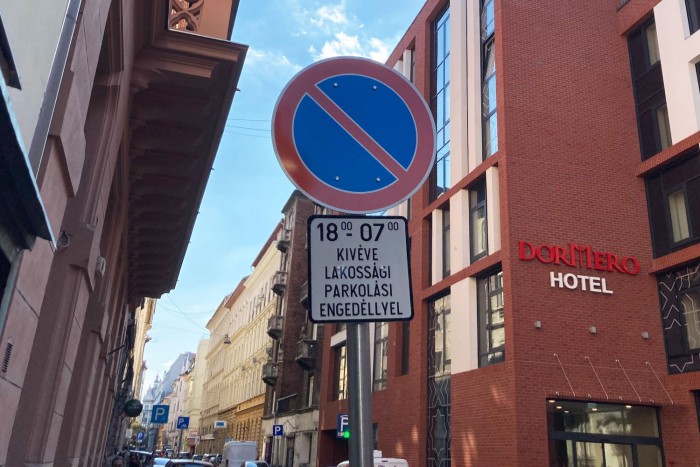 18⁰⁰ - 07⁰⁰
KIVÉVE
LAKOSSÁGI
PARKOLÁSI
ENGEDÉLLYEL
DORMERO
HOTEL
P
P
P
P